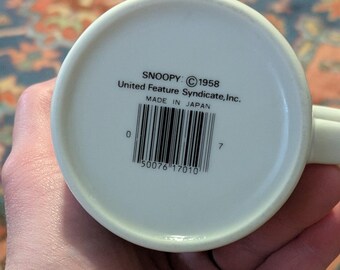 SNOOPY ©1958
United Feature Syndicate, Inc.
MADE IN JAPAN
0 50076 17010 7